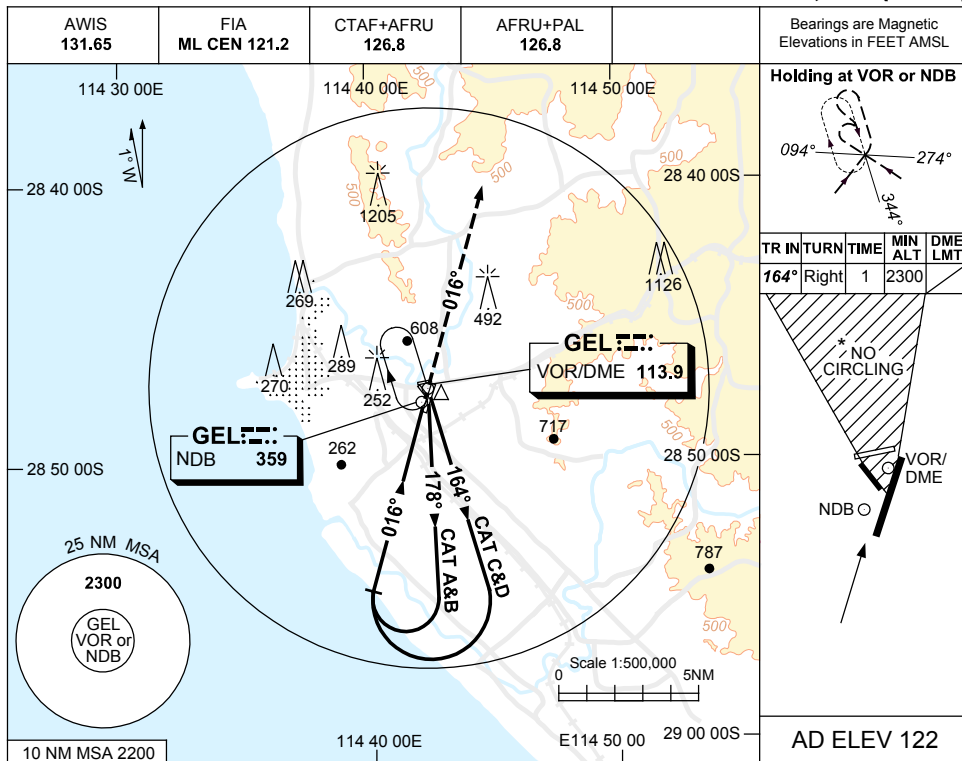 AWIS
131.65
FIA
ML CEN 121.2
CTAF+AFRU
126.8
AFRU+PAL
126.8
Bearings are Magnetic
Elevations in FEET AMSL
114 30 00E
114 40 00E
114 50 00E
1° W
28 40 00S
28 40 00S
500
500
500
500
500
500
500
1205
016°
269
492
1126
608
289
270
252
GEL
VOR/DME 113.9
GEL
NDB 359
262
717
28 50 00S
28 50 00S
016°
178°
164°
CAT A&B
CAT C&D
787
25 NM MSA
2300
GEL
VOR or
NDB
Scale 1:500,000
0
5NM
10 NM MSA 2200
114 40 00E
E114 50 00
29 00 00S
Holding at VOR or NDB
094°
274°
344°
TR IN TURN TIME MIN ALT DME LMT
164° Right 1 2300
* NO
CIRCLING
VOR/
DME
NDB
AD ELEV 122